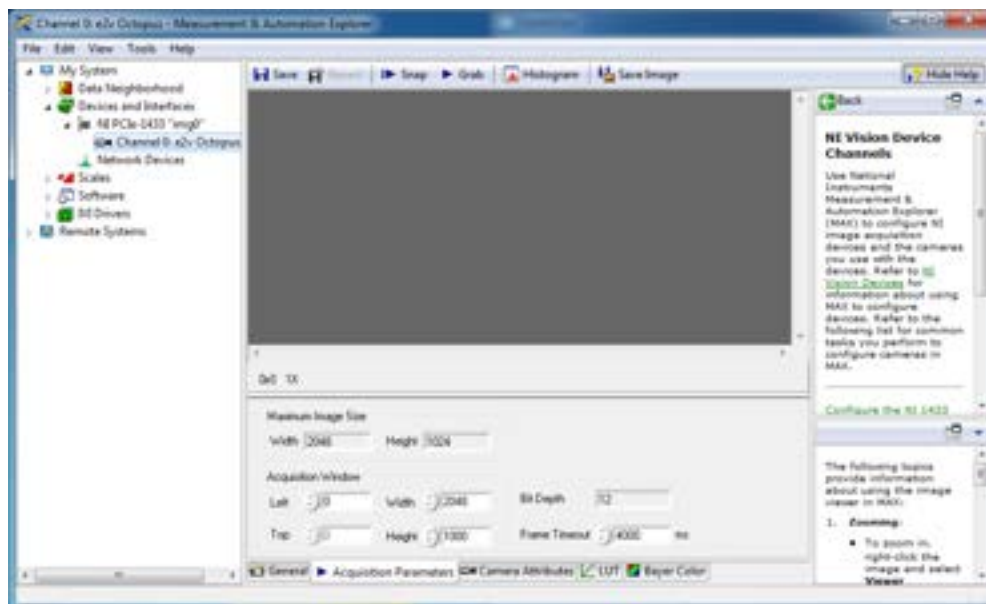 Channel 0: e2v Octopus - Measurement & Automation Explorer
File Edit View Tools Help
My System
Data Neighborhood
Devices and Interfaces
NI PCIe-1433 "img0"
Channel 0: e2v Octopus
Network Devices
Scales
Software
IVI Drivers
Remote Systems
Save Revert Snap Grab Histogram Save Image Hide Help
0x0 1X
Maximum Image Size
Width 2048 Height 1024
Acquisition Window
Left 0 Width 2048 Bit Depth 12
Top 0 Height 1000 Frame Timeout 4000 ms
General Acquisition Parameters Camera Attributes LUT Bayer Color
Back
NI Vision Device
Channels
Use National
Instruments
Measurement &
Automation Explorer
(MAX) to configure NI
image acquisition
devices and the cameras
you use with the
devices. Refer to NI
Vision Devices for
information about using
MAX to configure
devices. Refer to the
following list for common
tasks you perform to
configure cameras in
MAX.
Configure the NI 1433
The following topics
provide information
about using the image
viewer in MAX:
1. Zooming:
To zoom in,
right-click the
image and select
Viewer